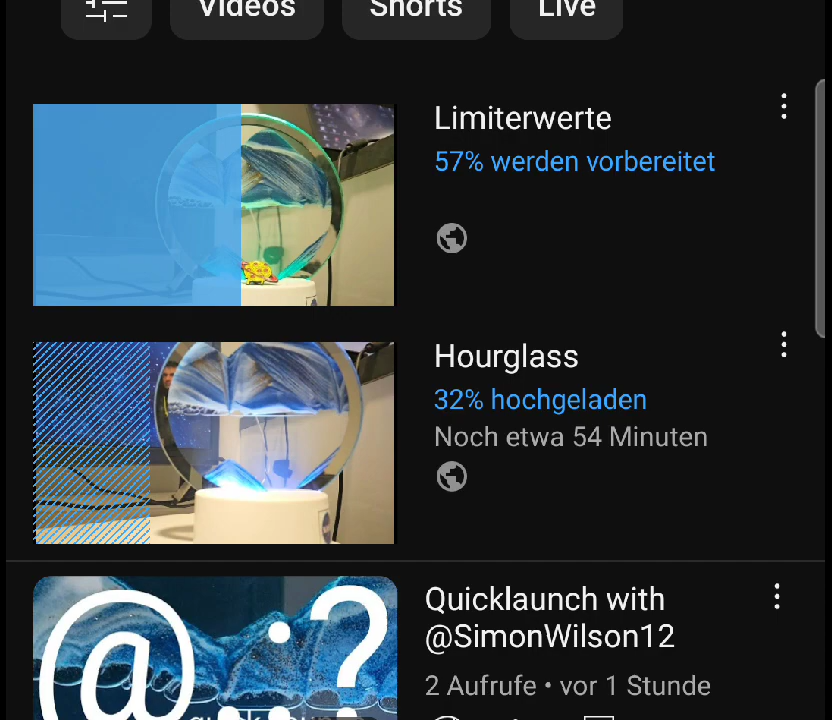 Videos
Shorts
Live
Limiterwerte
57% werden vorbereitet
Hourglass
32% hochgeladen
Noch etwa 54 Minuten
@ :?
Quicklaunch with
@SimonWilson12
2 Aufrufe • vor 1 Stunde